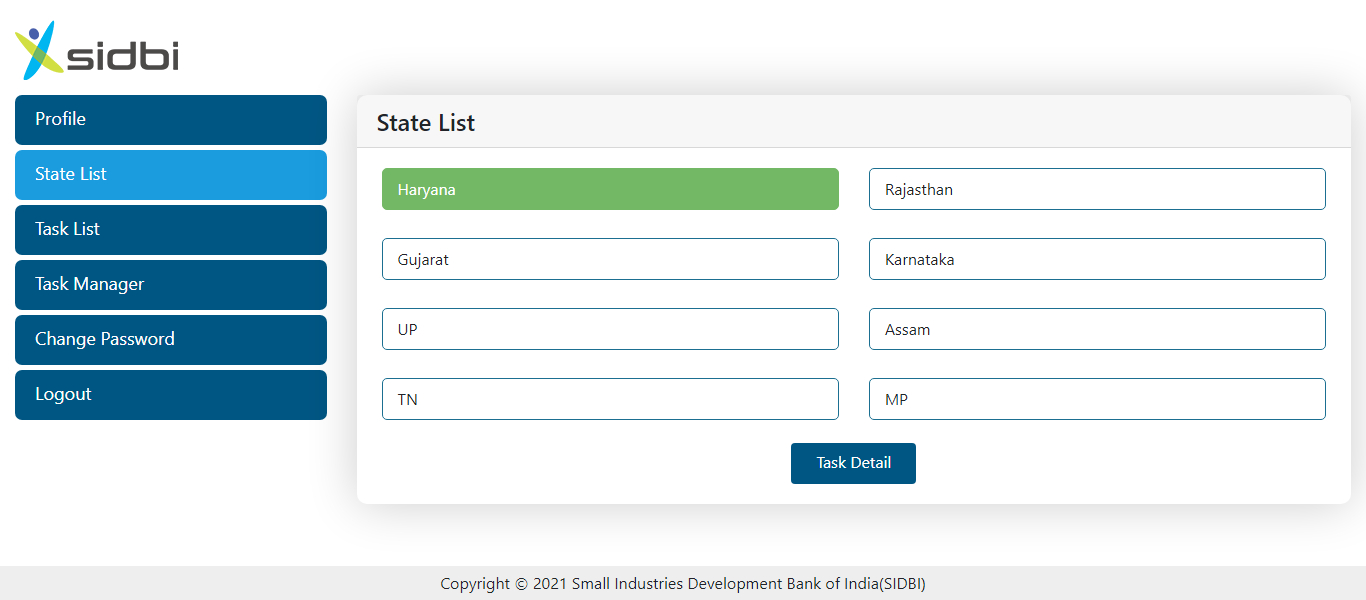 sidbi
Profile
State List
Task List
Task Manager
Change Password
Logout
State List
Haryana
Rajasthan
Gujarat
Karnataka
UP
Assam
TN
MP
Task Detail
Copyright © 2021 Small Industries Development Bank of India(SIDBI)